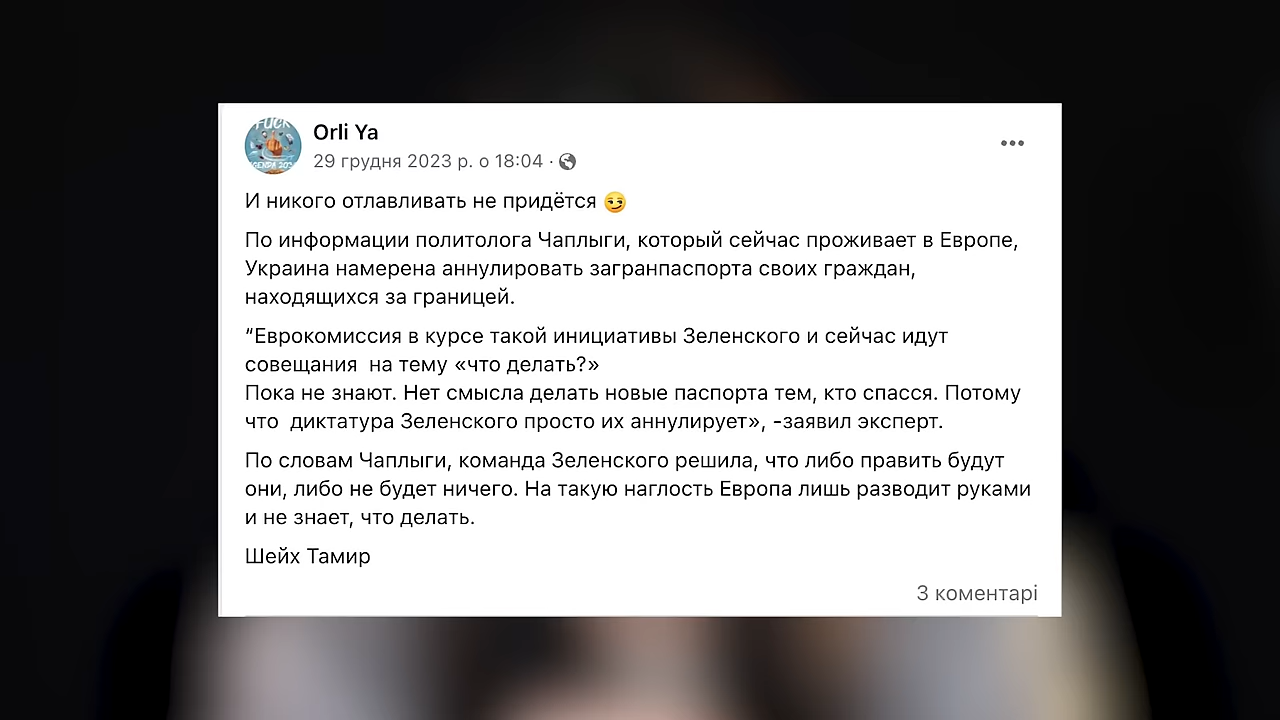 FUCK
Orli Ya
29 грудня 2023 р. о 18:04 ·
И никого отлавливать не придётся 😏
По информации политолога Чаплыги, который сейчас проживает в Европе,
Украина намерена аннулировать загранпаспорта своих граждан,
находящихся за границей.
“Еврокомиссия в курсе такой инициативы Зеленского и сейчас идут
совещания  на тему «что делать?»
Пока не знают. Нет смысла делать новые паспорта тем, кто спасся. Потому
что  диктатура Зеленского просто их аннулирует», -заявил эксперт.
По словам Чаплыги, команда Зеленского решила, что либо править будут
они, либо не будет ничего. На такую наглость Европа лишь разводит руками
и не знает, что делать.
Шейх Тамир
3 коментарі